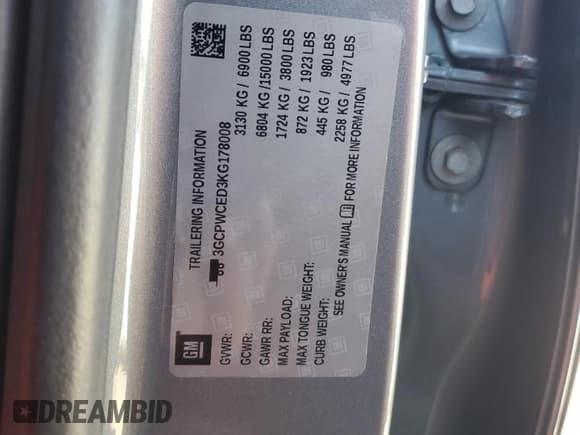 GM
TRAILERING INFORMATION
3GCPWCED3KG178008
GVWR: 3130 KG / 6900 LBS
GCWR: 6804 KG / 15000 LBS
GAWR RR: 1724 KG / 3800 LBS
MAX PAYLOAD: 872 KG / 1923 LBS
MAX TONGUE WEIGHT: 445 KG / 980 LBS
CURB WEIGHT: 2258 KG / 4977 LBS
SEE OWNER'S MANUAL FOR MORE INFORMATION
DREAMBID